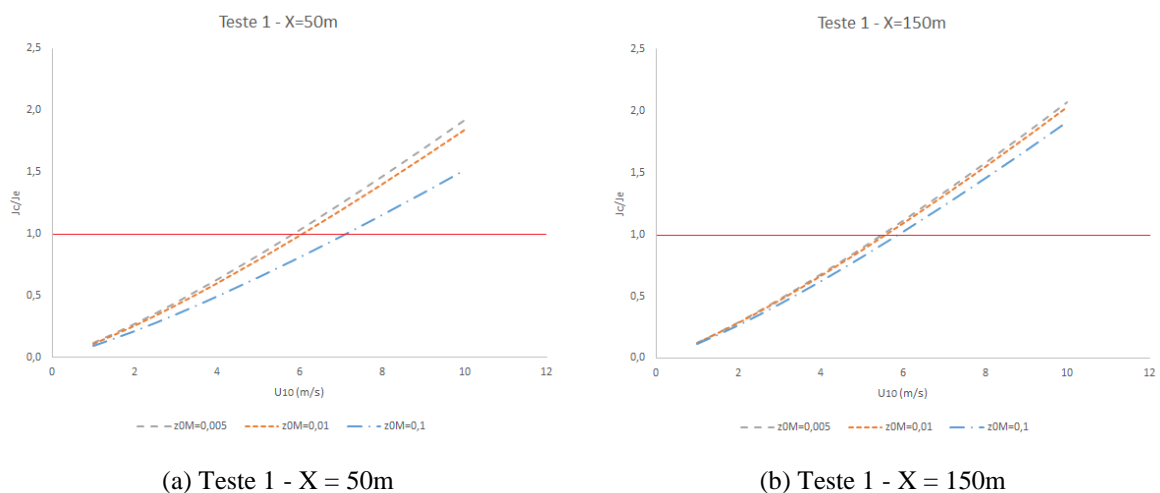 Teste 1 - X=50m
2,5
2,0
1,5
1,0
0,5
0,0
Jc/Je
0 2 4 6 8 10 12
U10 (m/s)
z0M=0,005 z0M=0,01 z0M=0,1
(a) Teste 1 - X = 50m
Teste 1 - X=150m
2,5
2,0
1,5
1,0
0,5
0,0
Jc/Je
0 2 4 6 8 10 12
U10 (m/s)
z0M=0,005 z0M=0,01 z0M=0,1
(b) Teste 1 - X = 150m